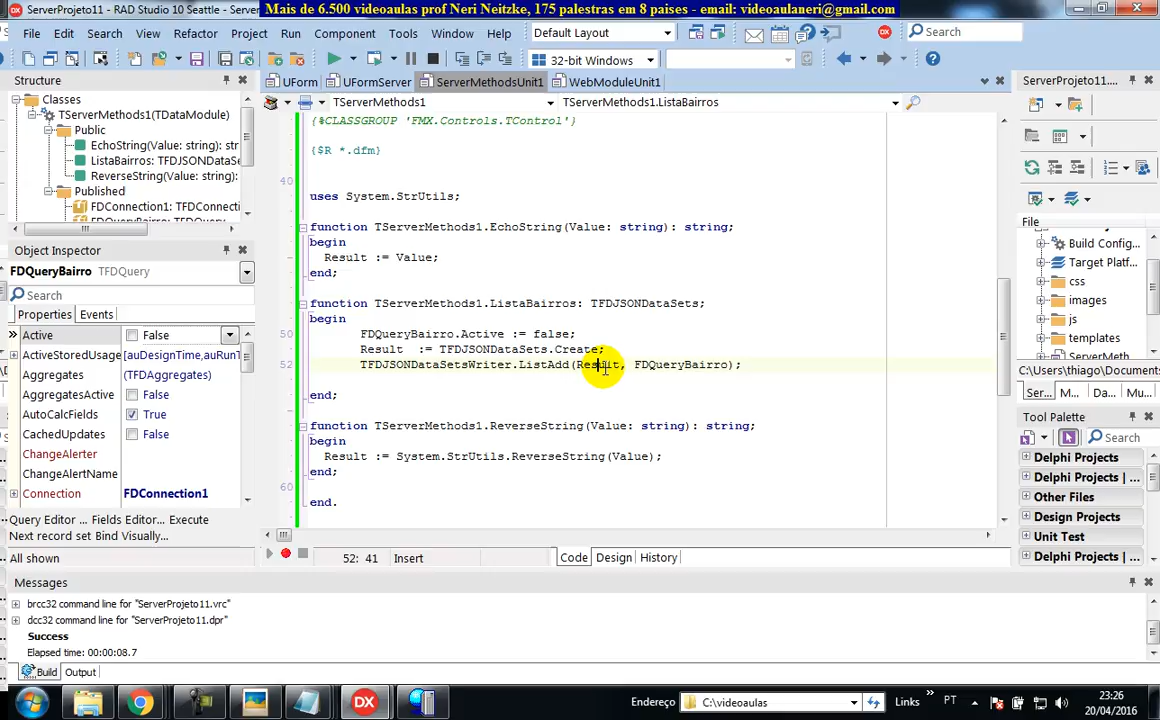 ServerProjeto11 - RAD Studio 10 Seattle - Server
Mais de 6.500 videoaulas prof Neri Neitzke, 175 palestras em 8 paises - email: videoaulaneri@gmail.com
File Edit Search View Refactor Project Run Component Tools Window Help
Default Layout
Search
32-bit Windows
Structure
UForm UFormServer ServerMethodsUnit1 WebModuleUnit1
ServerProjeto11....
Classes
TServerMethods1 (TDataModule)
Public
EchoString(Value: string): str
ListaBairros: TFDJSONDataSets
ReverseString(Value: string):
Published
FDConnection1: TFDConnecti
FDQueryBairro: TFDQuery
TServerMethods1
TServerMethods1.ListaBairros
{%CLASSGROUP 'FMX.Controls.TControl'}
{$R *.dfm}
40
uses System.StrUtils;
function TServerMethods1.EchoString(Value: string): string;
begin
Result := Value;
end;
function TServerMethods1.ListaBairros: TFDJSONDataSets;
begin
50 FDQueryBairro.Active := false;
Result := TFDJSONDataSets.Create;
52 TFDJSONDataSetsWriter.ListAdd(Result, FDQueryBairro);
end;
function TServerMethods1.ReverseString(Value: string): string;
begin
Result := System.StrUtils.ReverseString(Value);
end;
60
end.
Object Inspector
FDQueryBairro TFDQuery
Search
Properties Events
Active False
ActiveStoredUsage [auDesignTime,auRunT
Aggregates (TFDAggregates)
AggregatesActive False
AutoCalcFields True
CachedUpdates False
ChangeAlerter
ChangeAlertName
Connection FDConnection1
Query Editor ... Fields Editor... Execute
Next record set Bind Visually...
All shown
52: 41 Insert
Code Design History
File
Build Config...
Target Platf...
css
images
js
templates
ServerMeth...
C:\Users\thiago\Documents
Ser... M... Da... Mu...
Tool Palette
Search
Delphi Projects
Delphi Projects | ...
Other Files
Design Projects
Unit Test
Delphi Projects | ...
Messages
brcc32 command line for "ServerProjeto11.vrc"
dcc32 command line for "ServerProjeto11.dpr"
Success
Elapsed time: 00:00:08.7
Build Output
DX
Endereço C:\videoaulas
Links
PT
23:26
20/04/2016